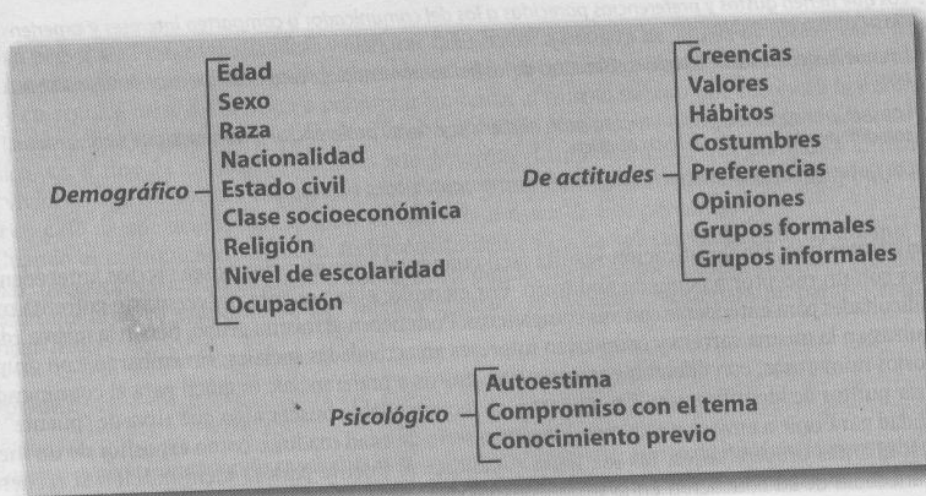 Demográfico
Edad
Sexo
Raza
Nacionalidad
Estado civil
Clase socioeconómica
Religión
Nivel de escolaridad
Ocupación
De actitudes
Creencias
Valores
Hábitos
Costumbres
Preferencias
Opiniones
Grupos formales
Grupos informales
Psicológico
Autoestima
Compromiso con el tema
Conocimiento previo